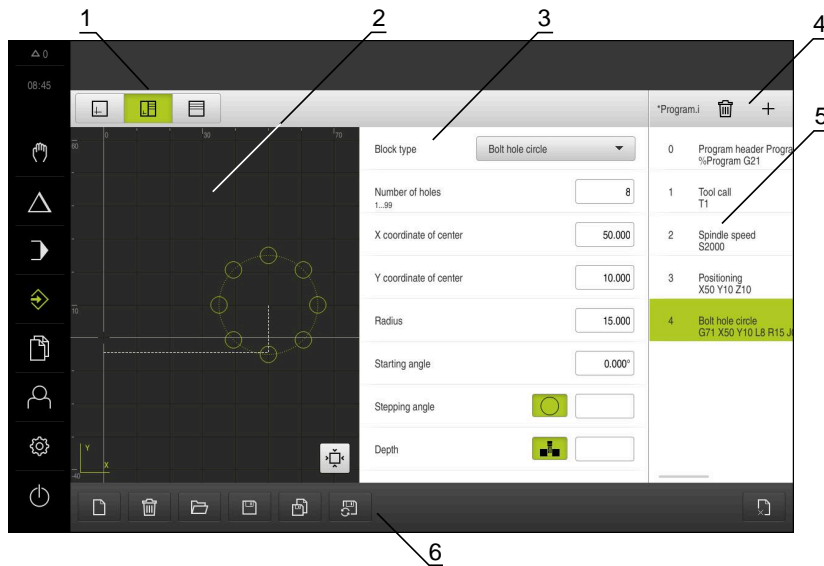 1
2
3
4
5
△ 0
08:45
*Program.i
0
30
70
60
10
-40
Y
X
Block type
Bolt hole circle
Number of holes
1...99
8
X coordinate of center
50.000
Y coordinate of center
10.000
Radius
15.000
Starting angle
0.000°
Stepping angle
Depth
0 Program header Progra
%Program G21
1 Tool call
T1
2 Spindle speed
S2000
3 Positioning
X50 Y10 Z10
4 Bolt hole circle
G71 X50 Y10 L8 R15 J
6